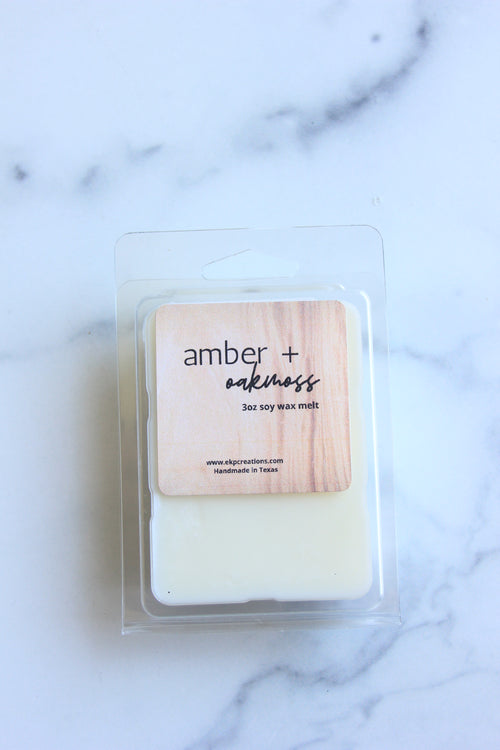 amber +
oakmoss
3oz soy wax melt
www.ekpcreations.com
Handmade in Texas